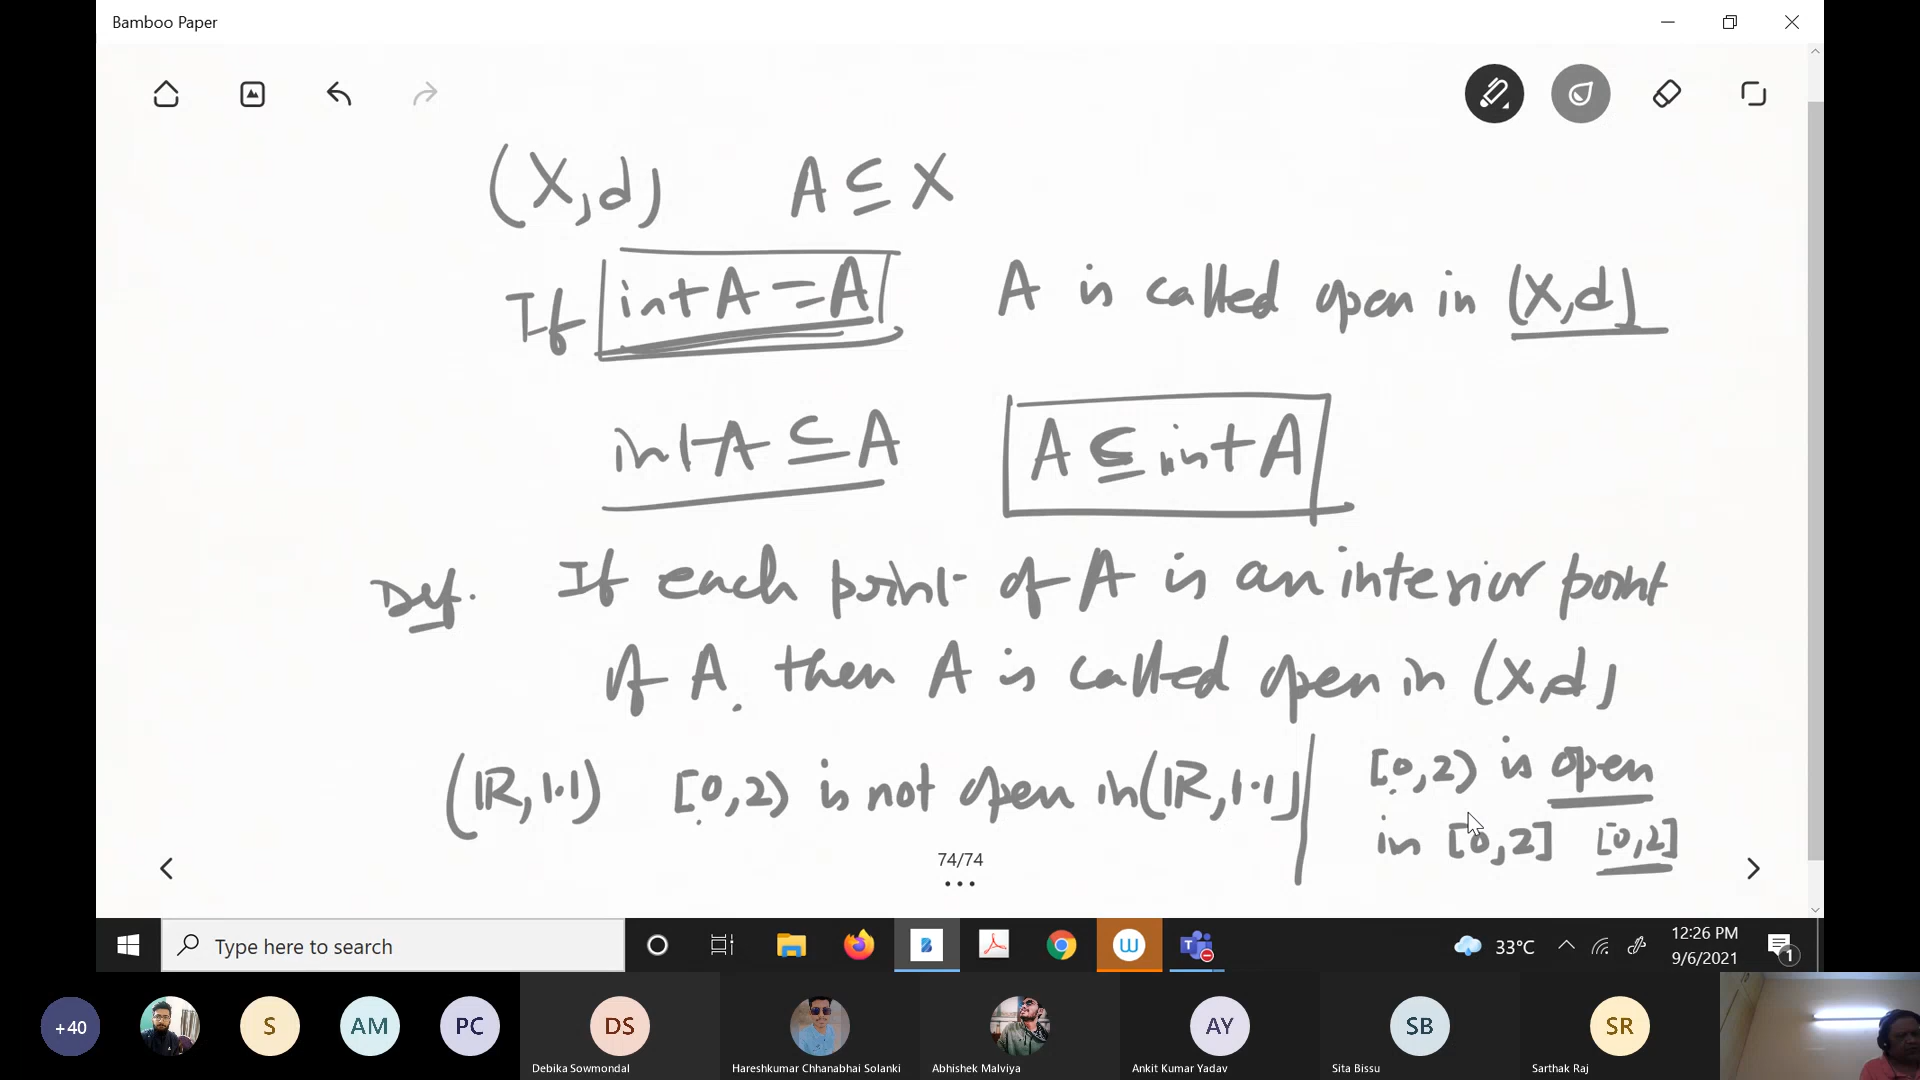 Bamboo Paper
(X,d) A ⊆ X
If int A = A A is called open in (X,d)
int A ⊆ A A ⊆ int A
Def. If each point of A is an interior point
of A. then A is called open in (X,d)
(ℝ,|·|) [0,2) is not open in (ℝ,|·|) [0,2) is open
in [0,2] [0,2]
74/74
Type here to search
33°C
12:26 PM
9/6/2021
1
+40 S AM PC DS AY SB SR
Debika Sowmondal Hareshkumar Chhanabhai Solanki Abhishek Malviya Ankit Kumar Yadav Sita Bissu Sarthak Raj